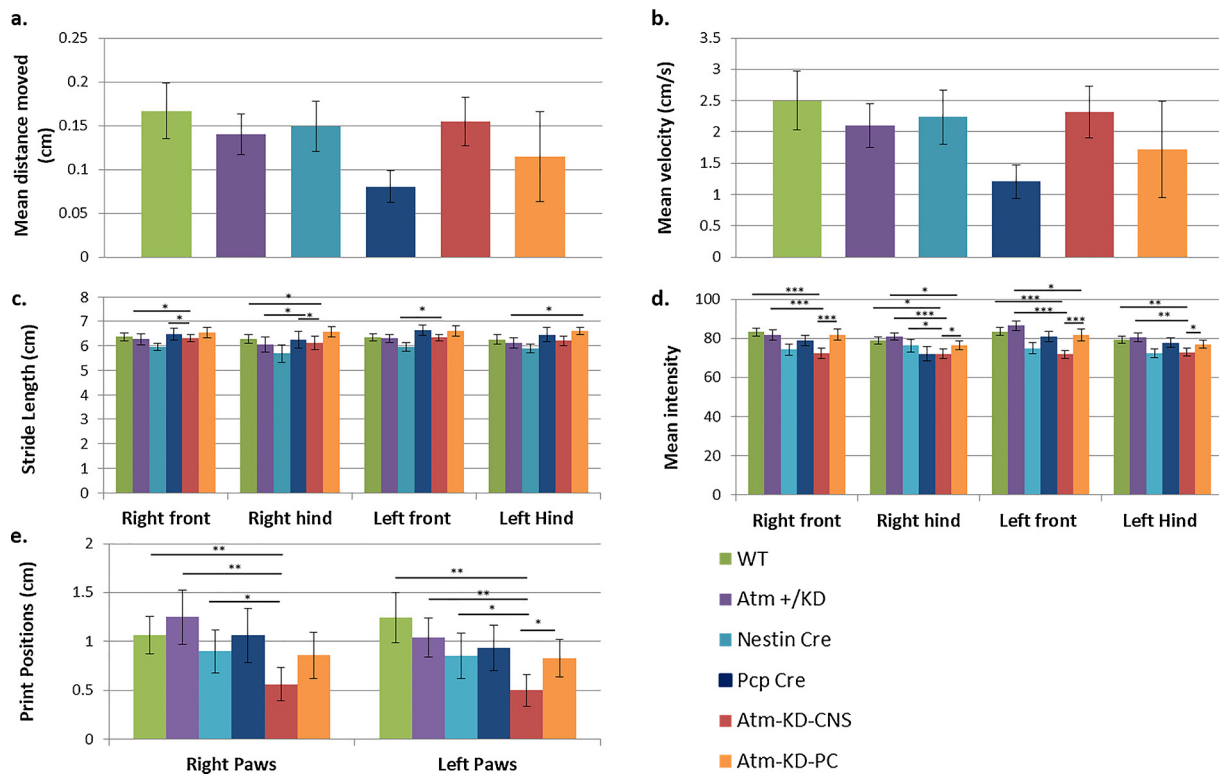 a.
Mean distance moved
(cm)
0.25
0.2
0.15
0.1
0.05
0
b.
Mean velocity (cm/s)
3.5
3
2.5
2
1.5
1
0.5
0
c.
Stride Length (cm)
8
7
6
5
4
3
2
1
0
* * * * * * * *
Right front Right hind Left front Left Hind
d.
Mean intensity
100
80
60
40
20
0
*** *** *** * * *** * * * *** *** *** ** ** *
Right front Right hind Left front Left Hind
e.
Print Positions (cm)
2
1.5
1
0.5
0
** ** * ** ** * *
Right Paws Left Paws
WT
Atm +/KD
Nestin Cre
Pcp Cre
Atm-KD-CNS
Atm-KD-PC